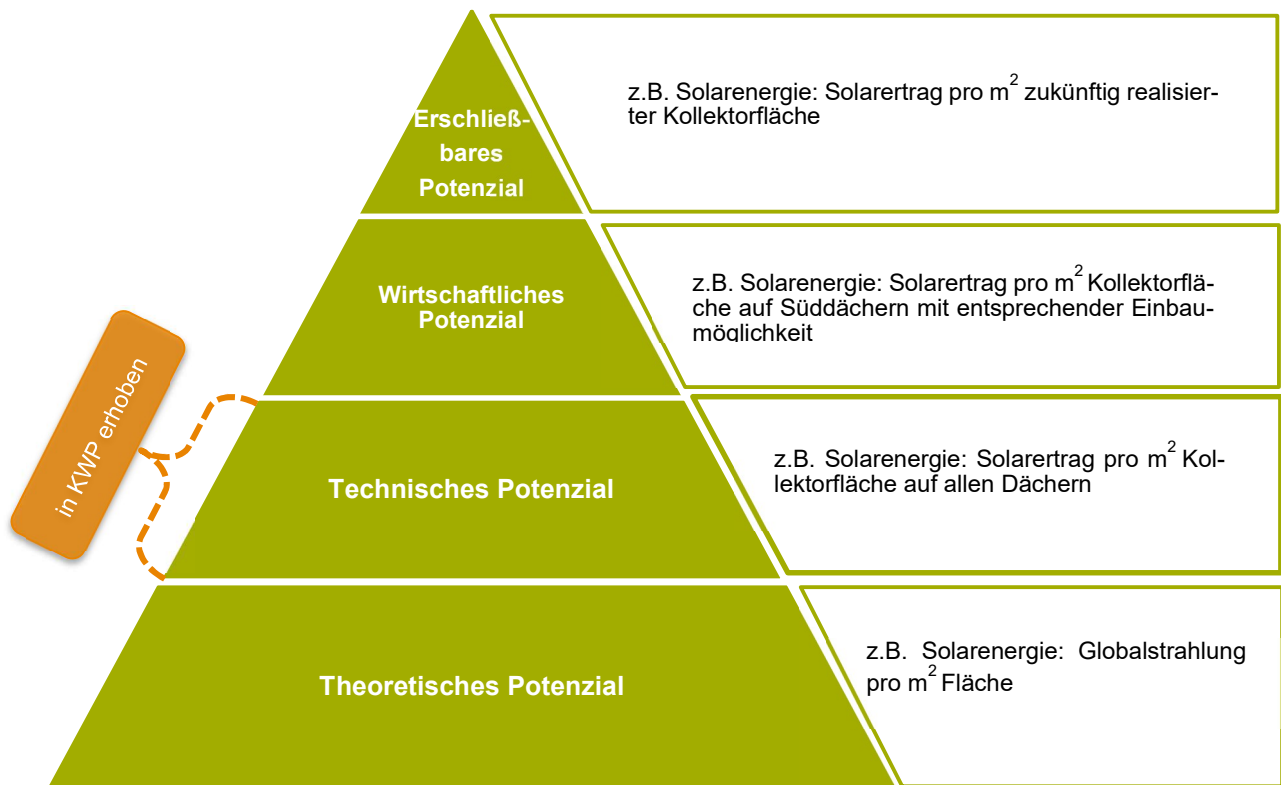 Erschließ-
bares
Potenzial
z.B. Solarenergie: Solarertrag pro m² zukünftig realisier-
ter Kollektorfläche
Wirtschaftliches
Potenzial
z.B. Solarenergie: Solarertrag pro m² Kollektorflä-
che auf Süddächern mit entsprechender Einbau-
möglichkeit
in KWP erhoben
Technisches Potenzial
z.B. Solarenergie: Solarertrag pro m² Kol-
lektorfläche auf allen Dächern
Theoretisches Potenzial
z.B. Solarenergie: Globalstrahlung
pro m² Fläche